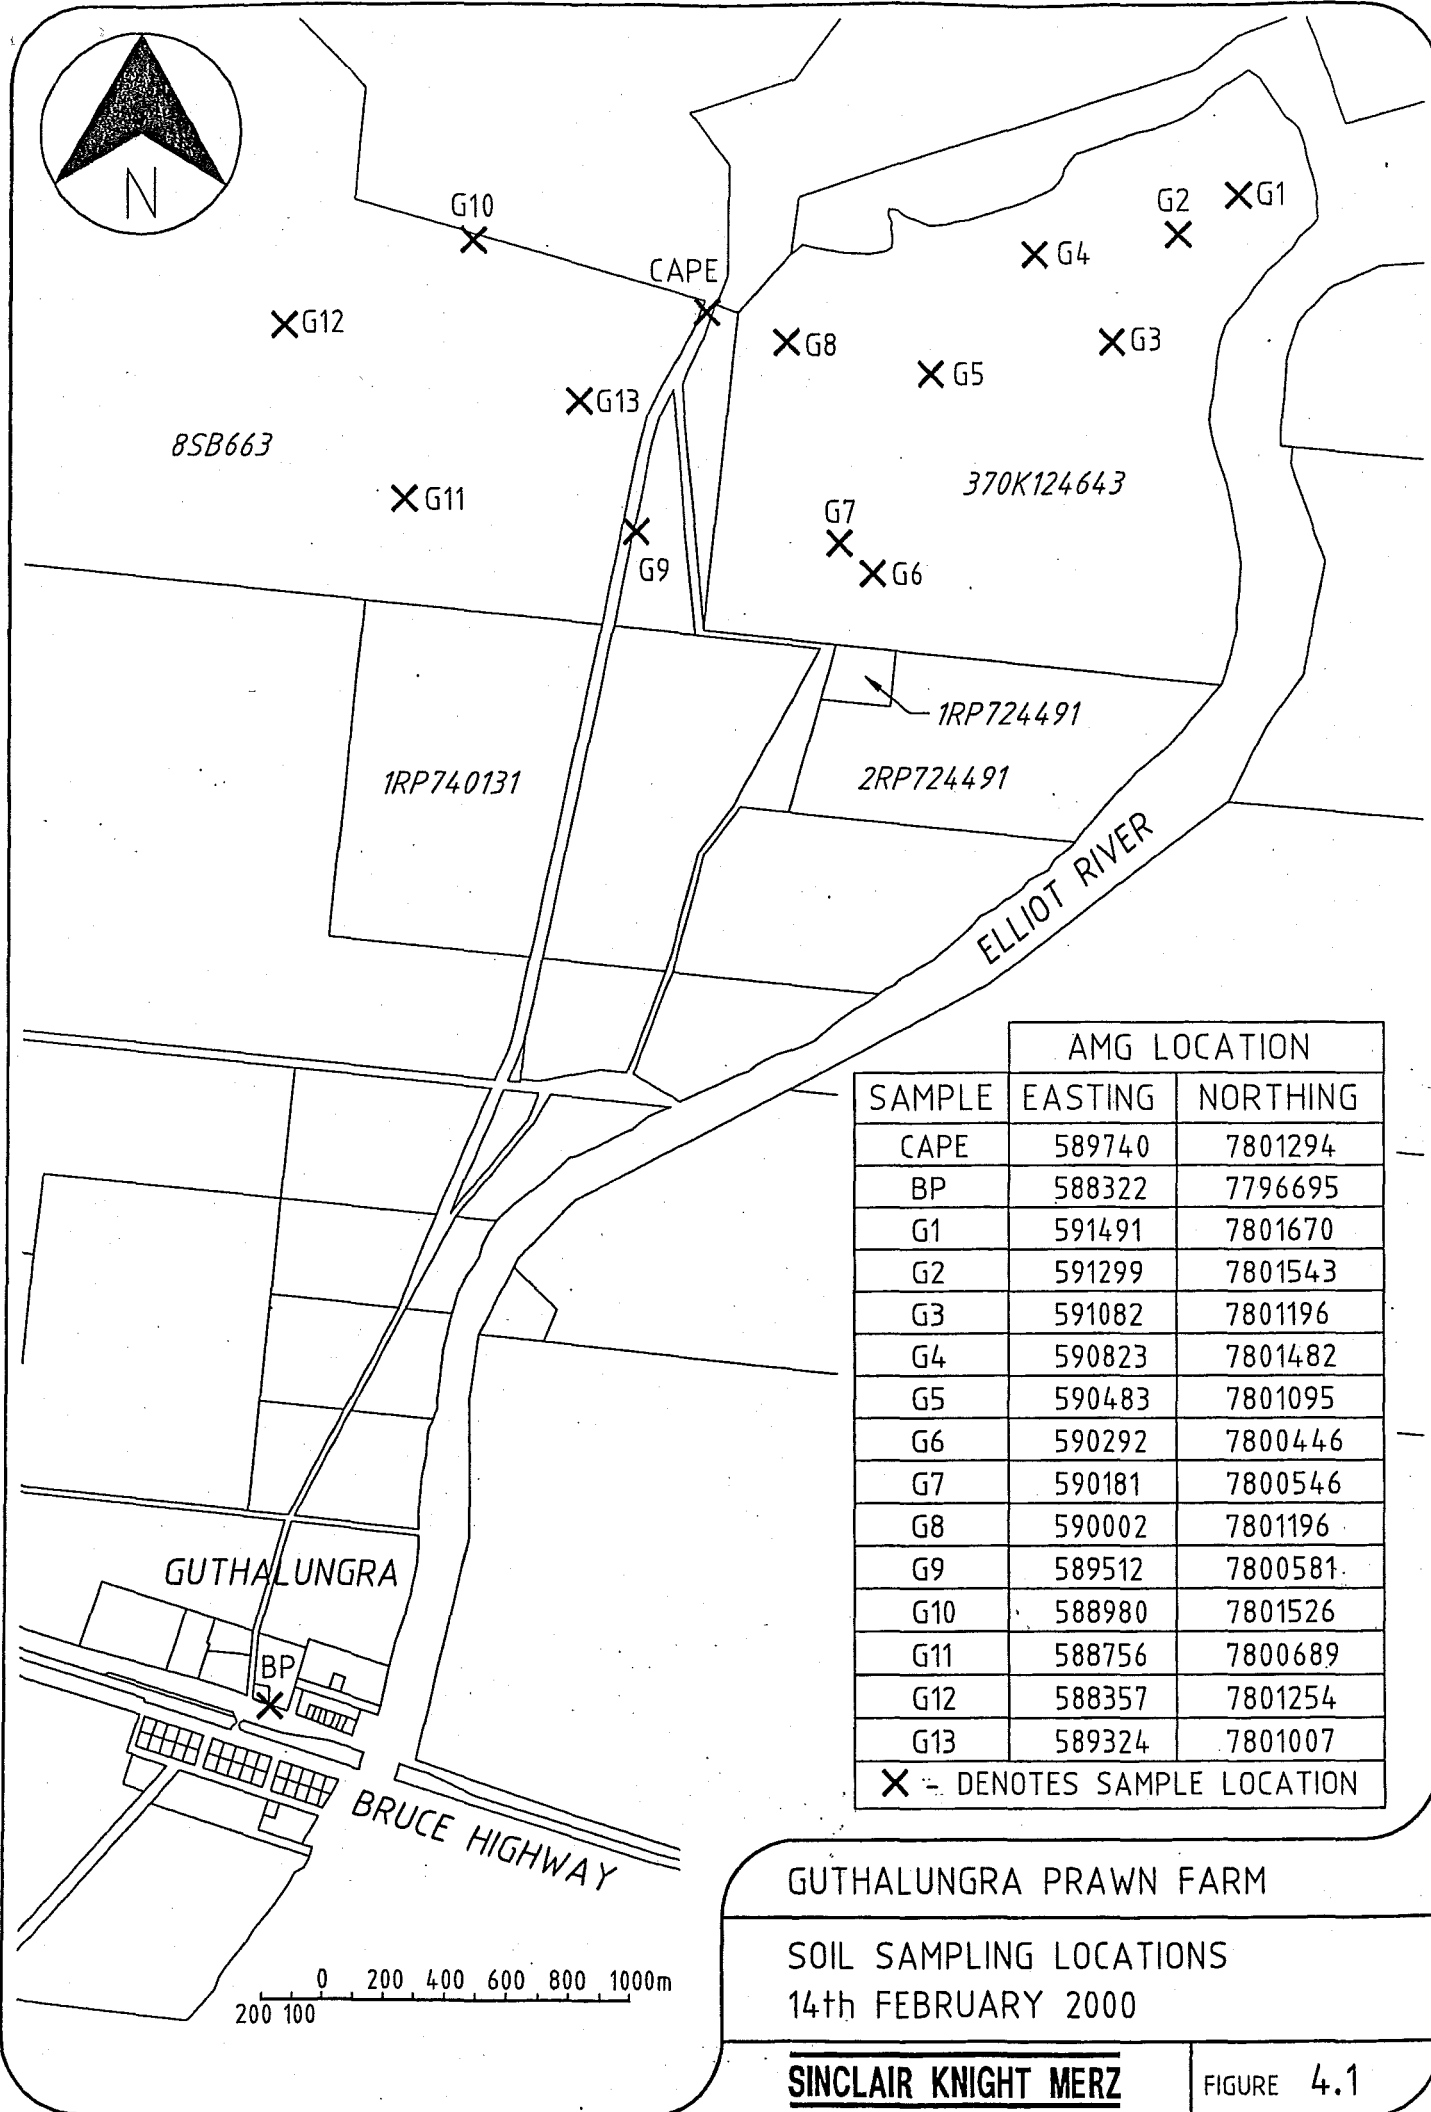 N
G10
CAPE
G2
G1
G4
G12
G8
G3
G5
G13
8SB663
G11
370K124643
G7
G9
G6
1RP724491
1RP740131
2RP724491
ELLIOT RIVER
AMG LOCATION
SAMPLE EASTING NORTHING
CAPE 589740 7801294
BP 588322 7796695
G1 591491 7801670
G2 591299 7801543
G3 591082 7801196
G4 590823 7801482
G5 590483 7801095
G6 590292 7800446
G7 590181 7800546
G8 590002 7801196
G9 589512 7800581
G10 588980 7801526
G11 588756 7800689
G12 588357 7801254
G13 589324 7801007
X - DENOTES SAMPLE LOCATION
GUTHALUNGRA
BP
BRUCE HIGHWAY
0 200 400 600 800 1000m
200 100
GUTHALUNGRA PRAWN FARM
SOIL SAMPLING LOCATIONS
14th FEBRUARY 2000
SINCLAIR KNIGHT MERZ
FIGURE 4.1